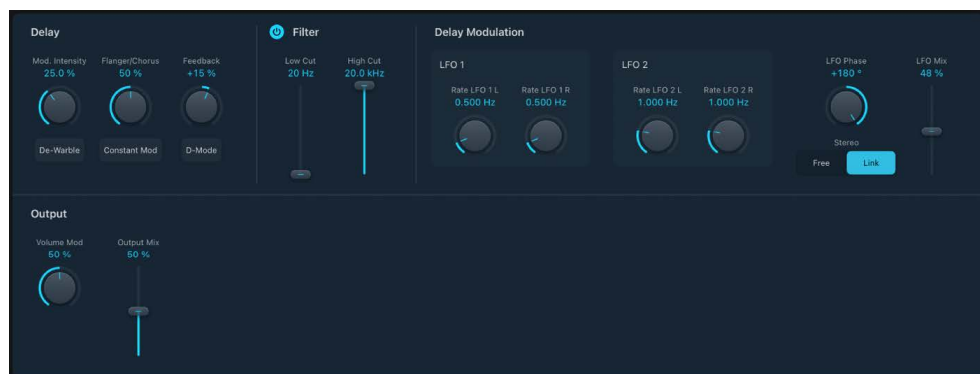 Delay
Filter
Delay Modulation
Mod. Intensity Flanger/Chorus Feedback
25.0 % 50 % +15 %
Low Cut High Cut
20 Hz 20.0 kHz
LFO 1
Rate LFO 1 L Rate LFO 1 R
0.500 Hz 0.500 Hz
LFO 2
Rate LFO 2 L Rate LFO 2 R
1.000 Hz 1.000 Hz
LFO Phase LFO Mix
+180 ° 48 %
De-Warble Constant Mod D-Mode
Stereo
Free Link
Output
Volume Mod Output Mix
50 % 50 %